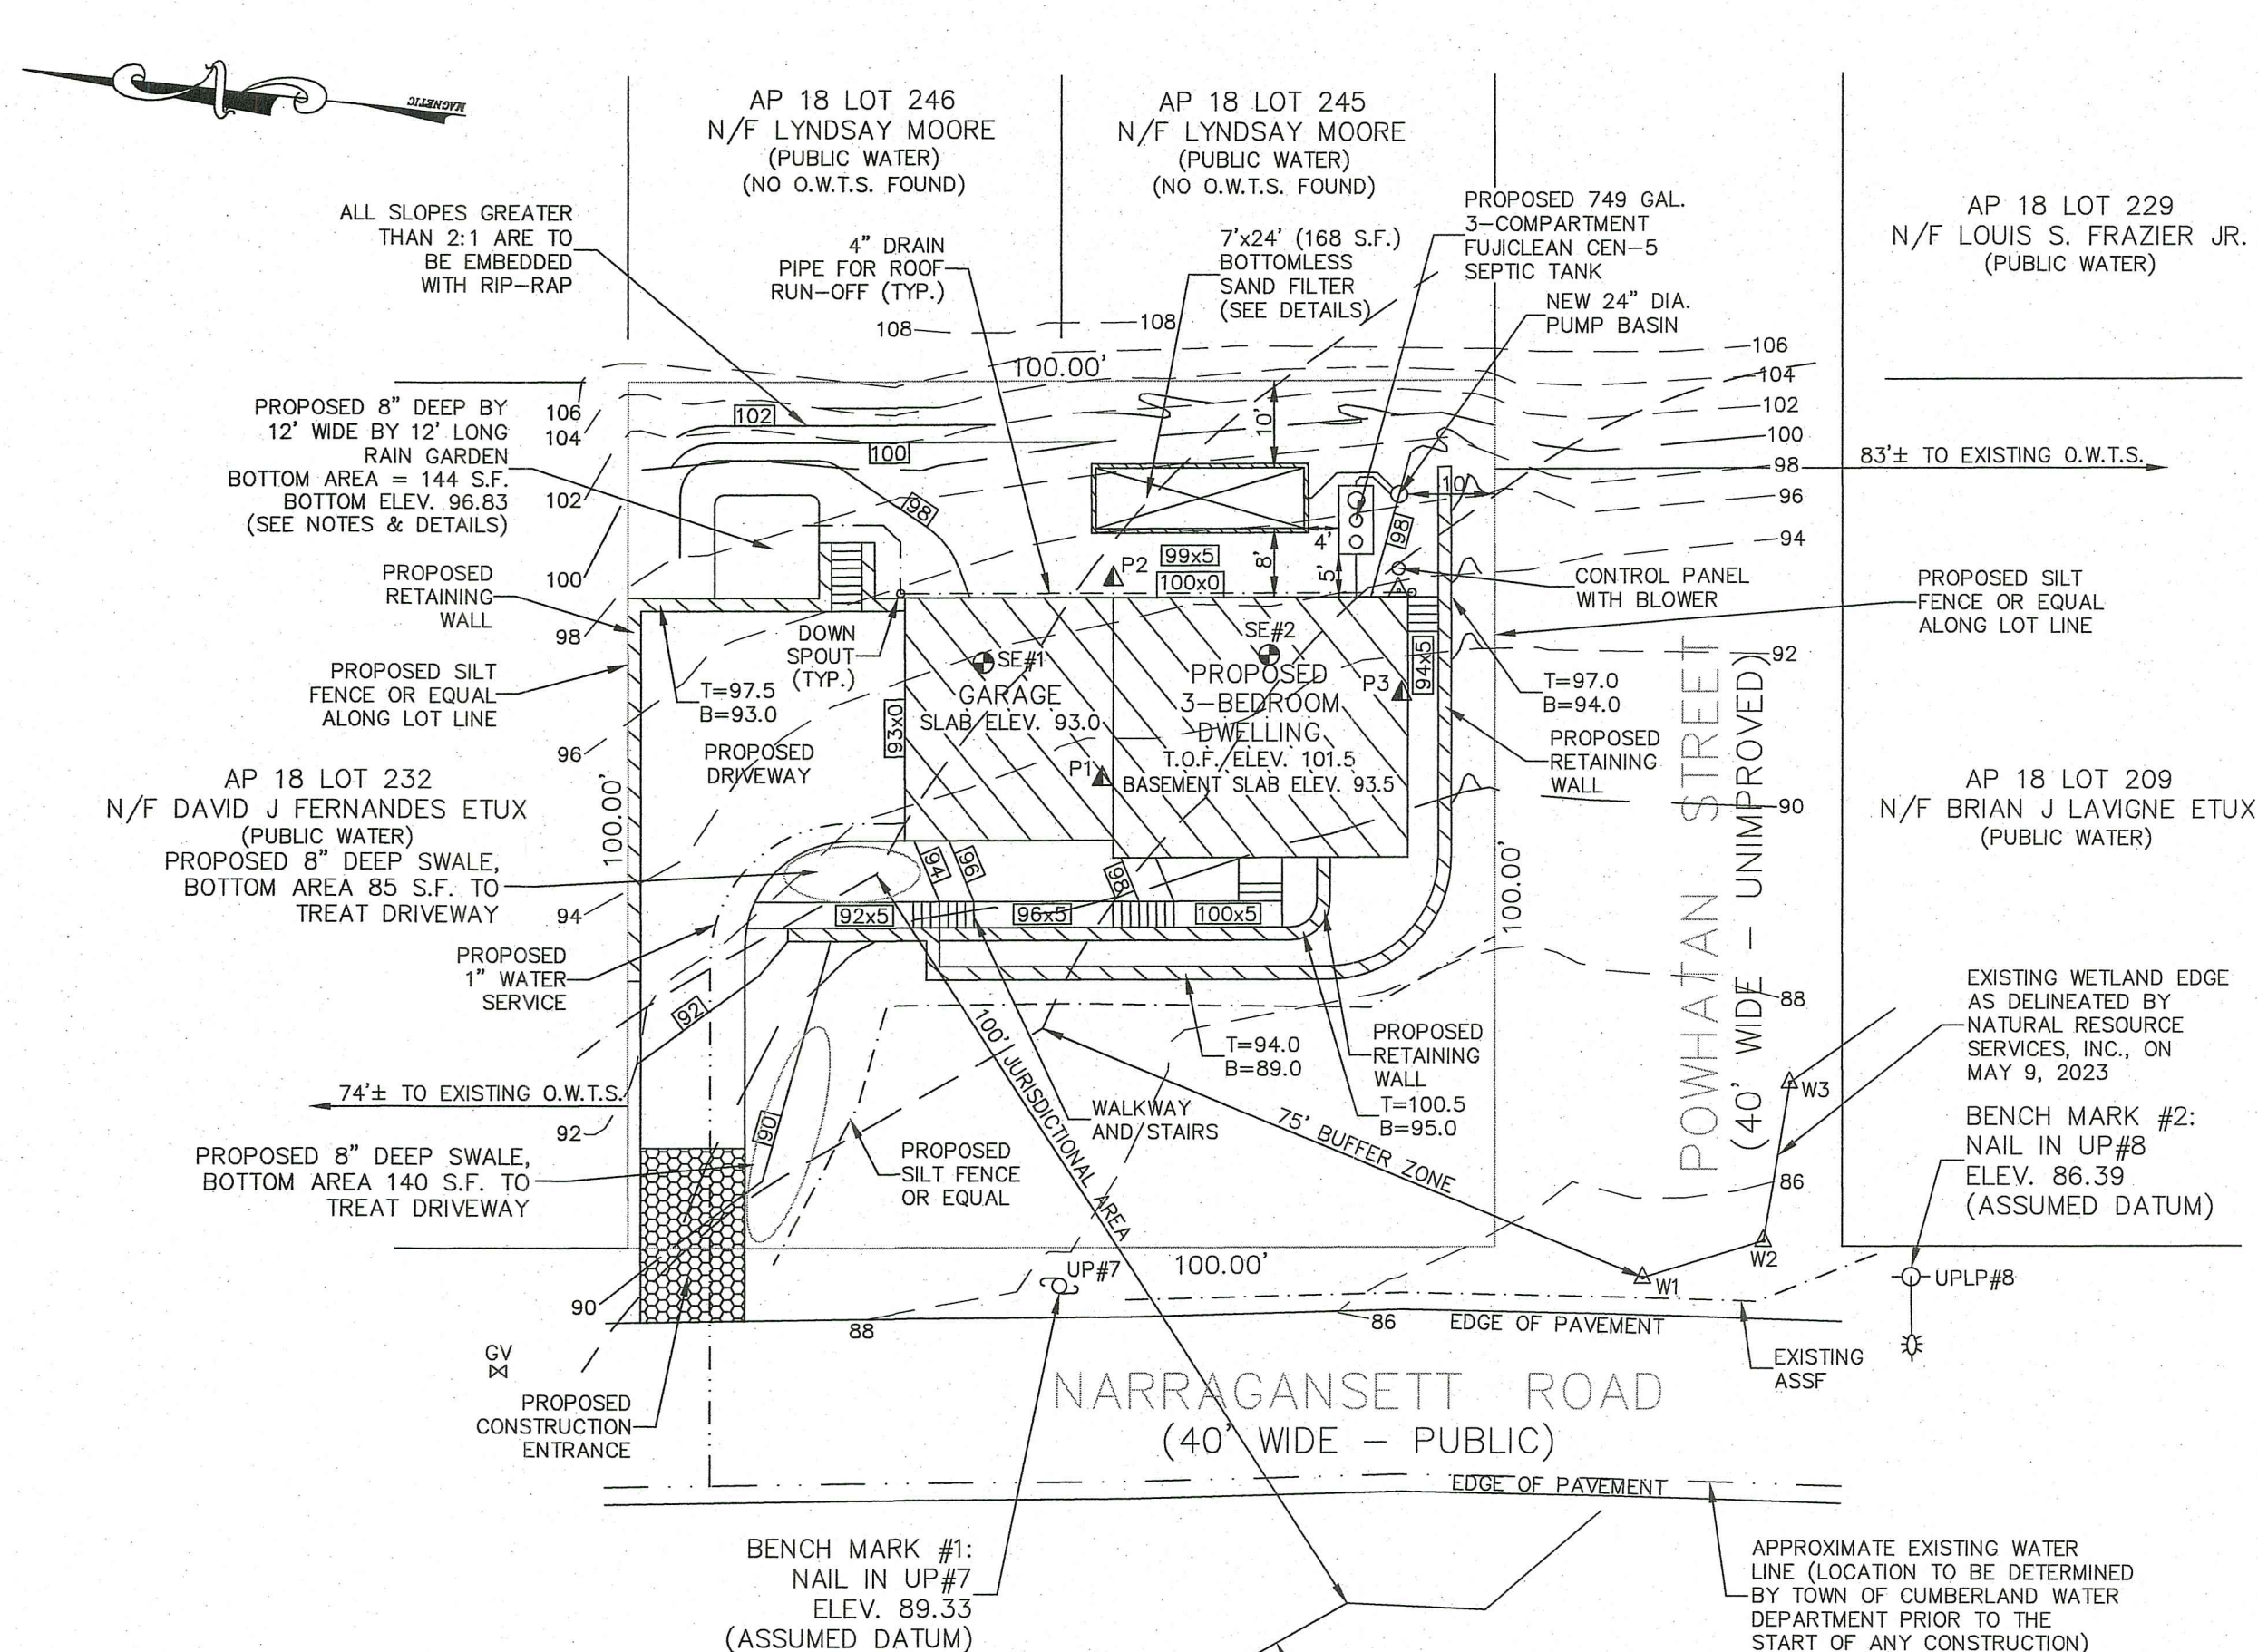 MAGNETIC
AP 18 LOT 246
N/F LYNDSAY MOORE
(PUBLIC WATER)
(NO O.W.T.S. FOUND)
AP 18 LOT 245
N/F LYNDSAY MOORE
(PUBLIC WATER)
(NO O.W.T.S. FOUND)
AP 18 LOT 229
N/F LOUIS S. FRAZIER JR.
(PUBLIC WATER)
ALL SLOPES GREATER
THAN 2:1 ARE TO
BE EMBEDDED
WITH RIP-RAP
4" DRAIN
PIPE FOR ROOF
RUN-OFF (TYP.)
7'x24' (168 S.F.)
BOTTOMLESS
SAND FILTER
(SEE DETAILS)
PROPOSED 749 GAL.
3-COMPARTMENT
FUJICLEAN CEN-5
SEPTIC TANK
NEW 24" DIA.
PUMP BASIN
108
108
100.00'
106
104
102
100
98
96
94
92
90
88
86
83'± TO EXISTING O.W.T.S.
PROPOSED 8" DEEP BY
12' WIDE BY 12' LONG
RAIN GARDEN
BOTTOM AREA = 144 S.F.
BOTTOM ELEV. 96.83
(SEE NOTES & DETAILS)
106
104
102
100
98
96
94
92
90
102
100
98
10'
10'
98
4'
8'
5'
99x5
100x0
P2
PROPOSED
RETAINING
WALL
CONTROL PANEL
WITH BLOWER
PROPOSED SILT
FENCE OR EQUAL
ALONG LOT LINE
PROPOSED SILT
FENCE OR EQUAL
ALONG LOT LINE
DOWN
SPOUT
(TYP.)
T=97.5
B=93.0
SE#1
GARAGE
SLAB ELEV. 93.0
93x0
PROPOSED
DRIVEWAY
SE#2
PROPOSED
3-BEDROOM
DWELLING
T.O.F. ELEV. 101.5
BASEMENT SLAB ELEV. 93.5
P1
P3
94x5
T=97.0
B=94.0
PROPOSED
RETAINING
WALL
POWHATAN STREET
(40' WIDE - UNIMPROVED)
AP 18 LOT 209
N/F BRIAN J LAVIGNE ETUX
(PUBLIC WATER)
AP 18 LOT 232
N/F DAVID J FERNANDES ETUX
(PUBLIC WATER)
100.00'
100.00'
PROPOSED 8" DEEP SWALE,
BOTTOM AREA 85 S.F. TO
TREAT DRIVEWAY
94
96
98
92x5
96x5
100x5
PROPOSED
1" WATER
SERVICE
92
EXISTING WETLAND EDGE
AS DELINEATED BY
NATURAL RESOURCE
SERVICES, INC., ON
MAY 9, 2023
100' JURISDICTIONAL AREA
T=94.0
B=89.0
PROPOSED
RETAINING
WALL
T=100.5
B=95.0
74'± TO EXISTING O.W.T.S.
WALKWAY
AND STAIRS
75' BUFFER ZONE
W3
W2
W1
90
PROPOSED 8" DEEP SWALE,
BOTTOM AREA 140 S.F. TO
TREAT DRIVEWAY
PROPOSED
SILT FENCE
OR EQUAL
BENCH MARK #2:
NAIL IN UP#8
ELEV. 86.39
(ASSUMED DATUM)
UP#7
100.00'
UPLP#8
88
86
EDGE OF PAVEMENT
EXISTING
ASSF
GV
PROPOSED
CONSTRUCTION
ENTRANCE
NARRAGANSETT ROAD
(40' WIDE - PUBLIC)
EDGE OF PAVEMENT
BENCH MARK #1:
NAIL IN UP#7
ELEV. 89.33
(ASSUMED DATUM)
APPROXIMATE EXISTING WATER
LINE (LOCATION TO BE DETERMINED
BY TOWN OF CUMBERLAND WATER
DEPARTMENT PRIOR TO THE
START OF ANY CONSTRUCTION)